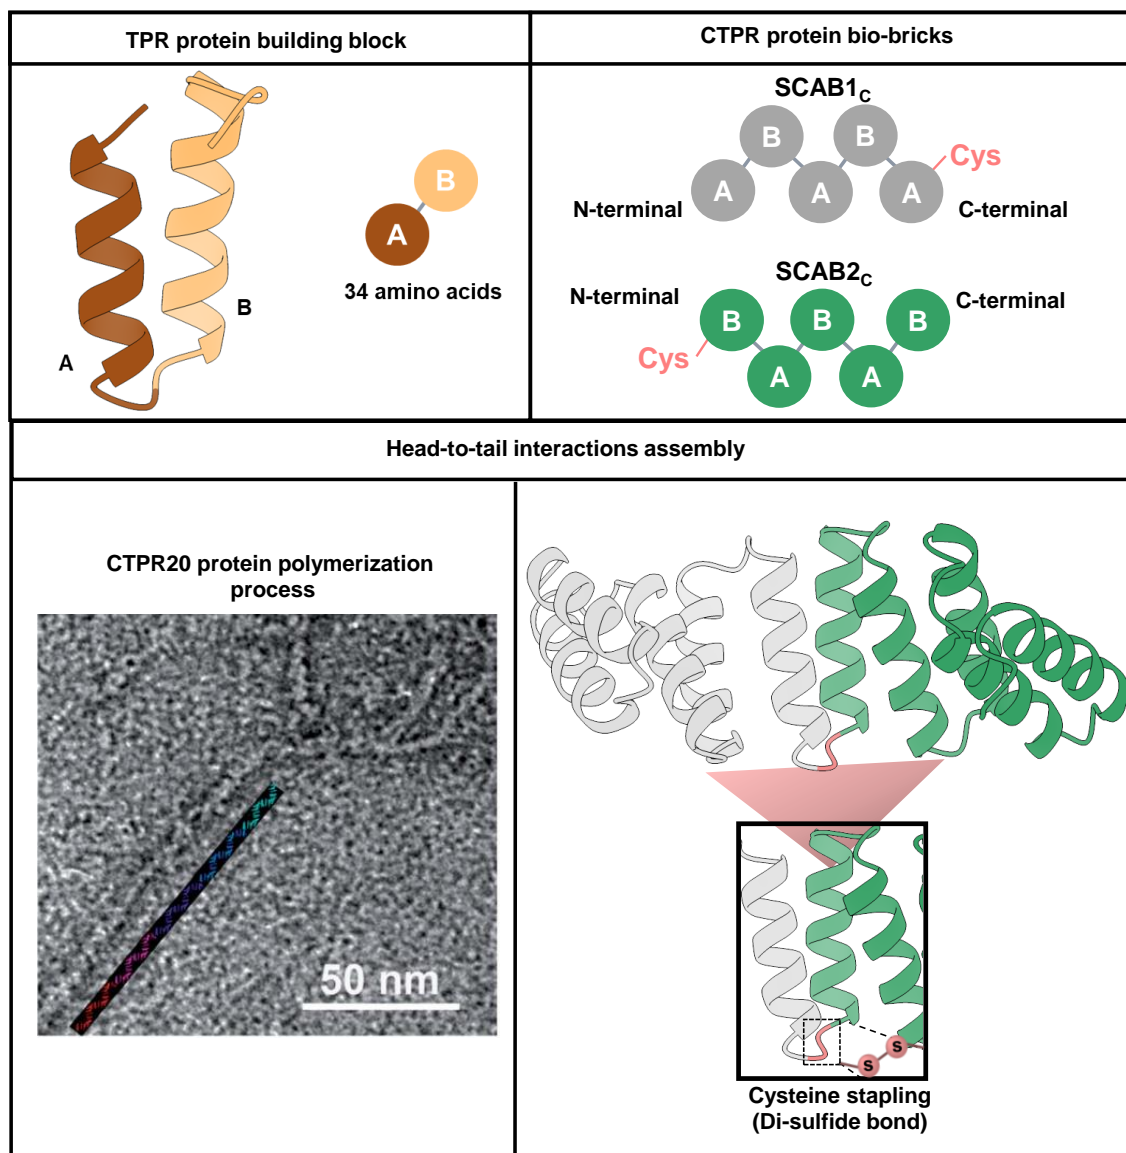 TPR protein building block
CTPR protein bio-bricks
A
B
B
A
34 amino acids
SCAB1C
B B
Cys
A A A
N-terminal
C-terminal
SCAB2C
N-terminal
C-terminal
B B B
Cys
A A
Head-to-tail interactions assembly
CTPR20 protein polymerization
process
50 nm
S
S
Cysteine stapling
(Di-sulfide bond)